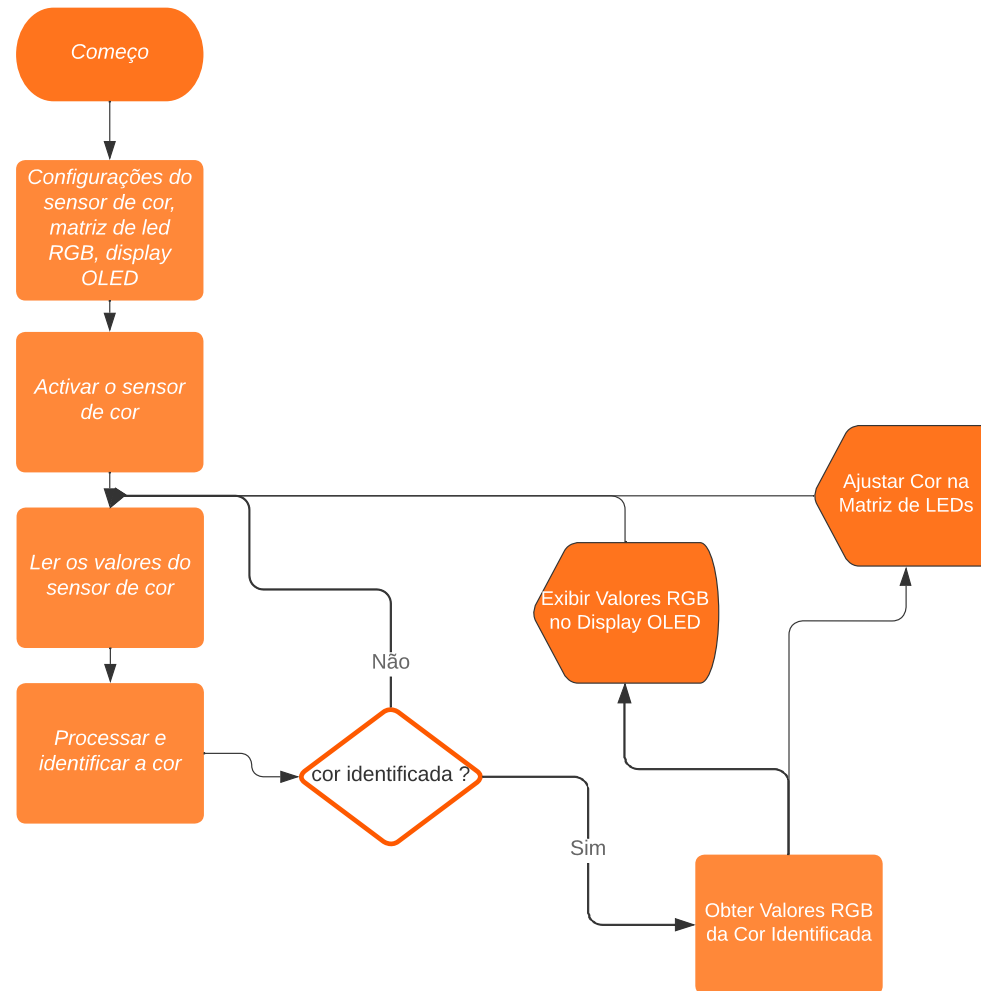 Começo
Configurações do
sensor de cor,
matriz de led
RGB, display
OLED
Activar o sensor
de cor
Ler os valores do
sensor de cor
Processar e
identificar a cor
Não
cor identificada ?
Sim
Exibir Valores RGB
no Display OLED
Ajustar Cor na
Matriz de LEDs
Obter Valores RGB
da Cor Identificada